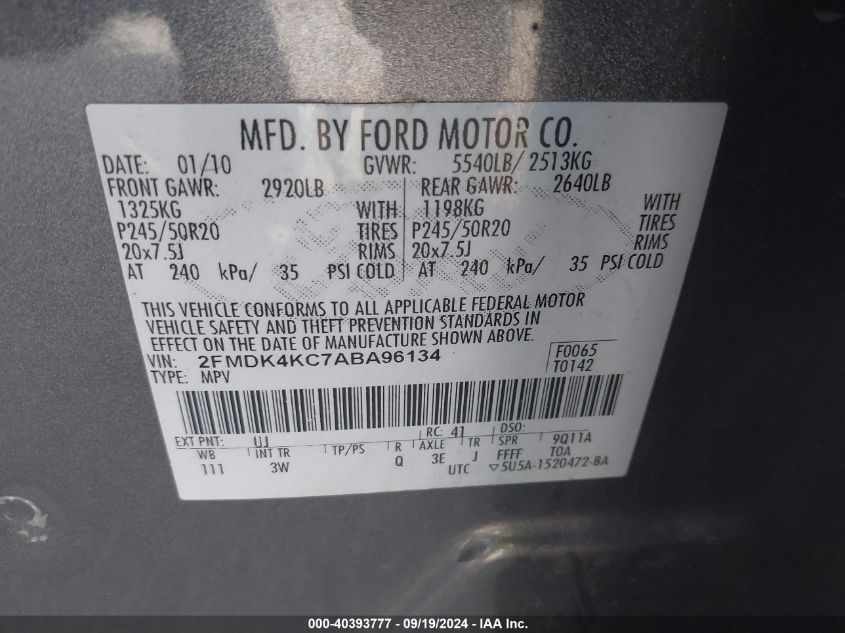 MFD. BY FORD MOTOR CO.
DATE: 01/10 GVWR: 5540LB/ 2513KG
FRONT GAWR: 2920LB REAR GAWR: 2640LB
1325KG WITH 1198KG WITH
P245/50R20 TIRES P245/50R20 TIRES
20x7.5J RIMS 20x7.5J RIMS
AT 240 kPa/ 35 PSI COLD AT 240 kPa/ 35 PSI COLD
THIS VEHICLE CONFORMS TO ALL APPLICABLE FEDERAL MOTOR
VEHICLE SAFETY AND THEFT PREVENTION STANDARDS IN
EFFECT ON THE DATE OF MANUFACTURE SHOWN ABOVE.
VIN: 2FMDK4KC7ABA96134 F0065
TYPE: MPV T0142
EXT PNT: UJ RC: 41 DSO:
WB INT TR TP/PS R AXLE TR SPR 9Q11A
111 3W Q 3E J FFFF TOA
UTC ▽5U5A-1520472-BA
000-40393777 - 09/19/2024 - IAA Inc.